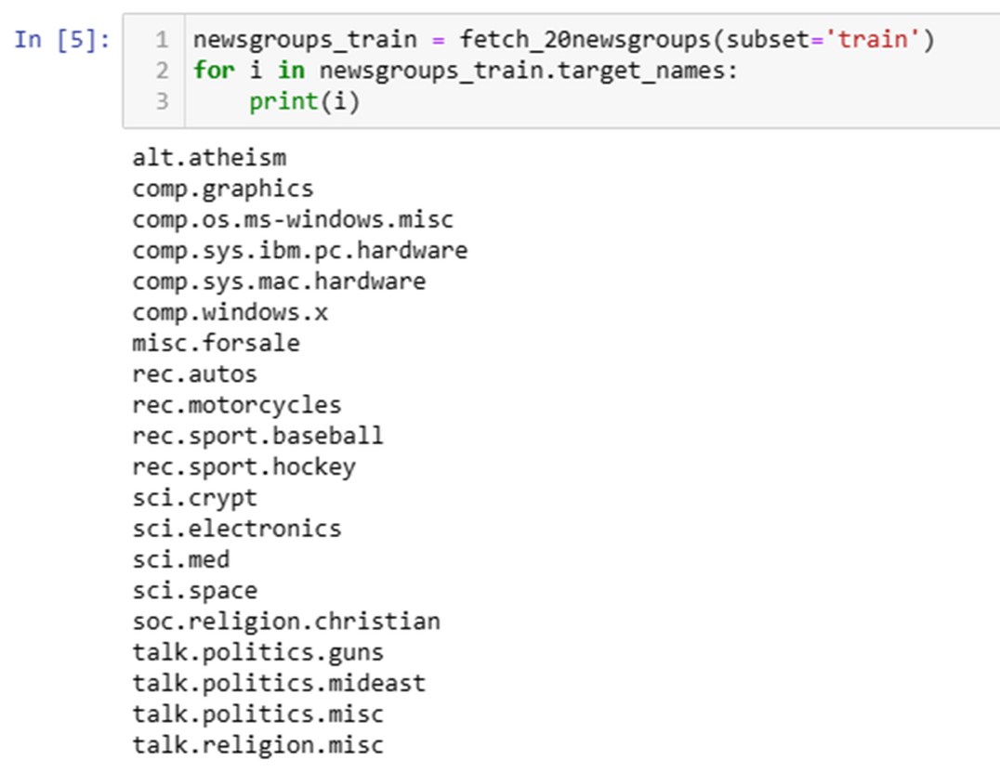 In [5]:
1 newsgroups_train = fetch_20newsgroups(subset='train')
2 for i in newsgroups_train.target_names:
3     print(i)
alt.atheism
comp.graphics
comp.os.ms-windows.misc
comp.sys.ibm.pc.hardware
comp.sys.mac.hardware
comp.windows.x
misc.forsale
rec.autos
rec.motorcycles
rec.sport.baseball
rec.sport.hockey
sci.crypt
sci.electronics
sci.med
sci.space
soc.religion.christian
talk.politics.guns
talk.politics.mideast
talk.politics.misc
talk.religion.misc